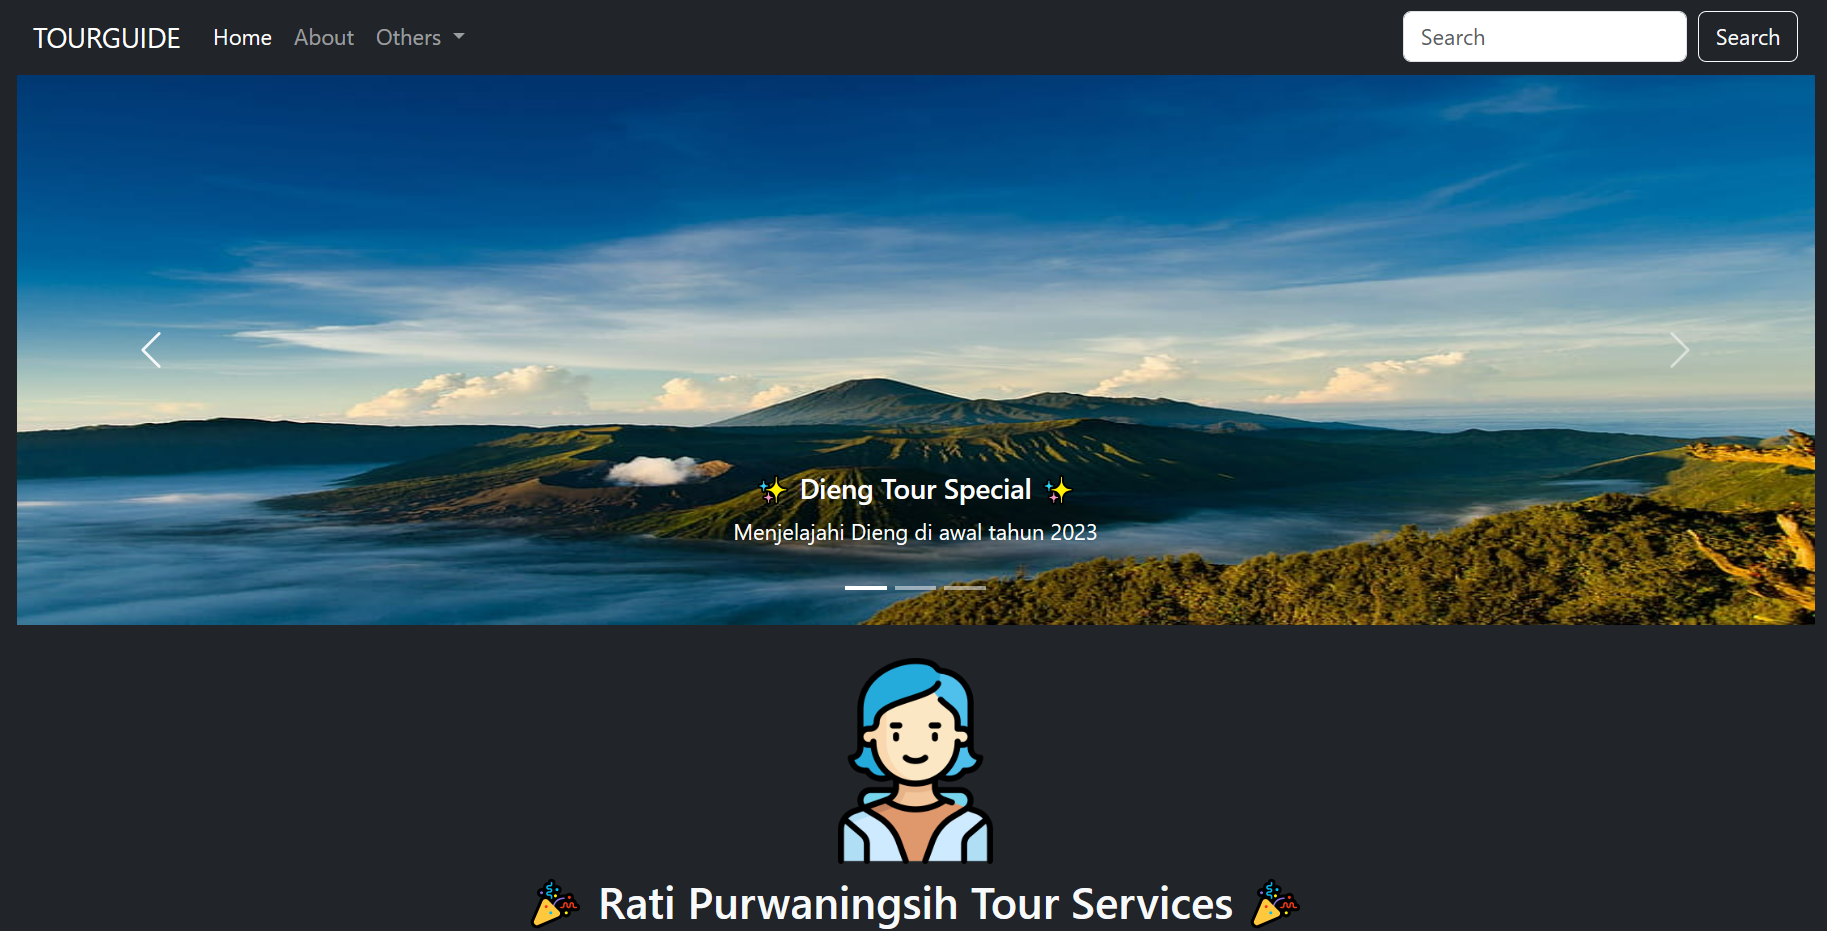 TOURGUIDE Home About Others Search Search
✨ Dieng Tour Special ✨
Menjelajahi Dieng di awal tahun 2023
🎉 Rati Purwaningsih Tour Services 🎉